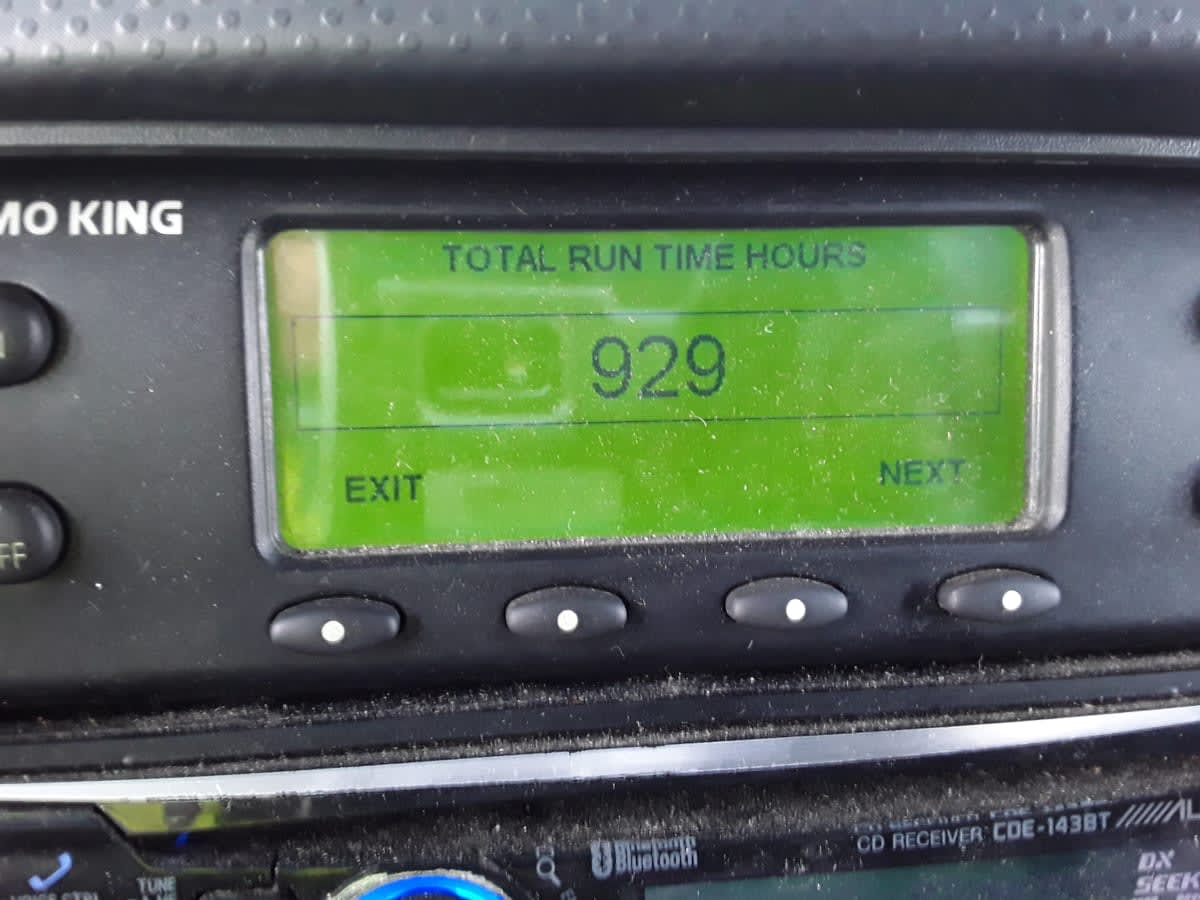 MO KING
TOTAL RUN TIME HOURS
929
EXIT
NEXT
FF
CD RECEIVER CDE-143BT
Bluetooth
TUNE
DX
SEEK